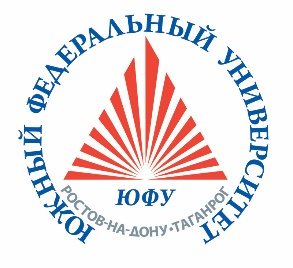 ЮЖНЫЙ ФЕДЕРАЛЬНЫЙ УНИВЕРСИТЕТ
ЮФУ
РОСТОВ-НА-ДОНУ•ТАГАНРОГ